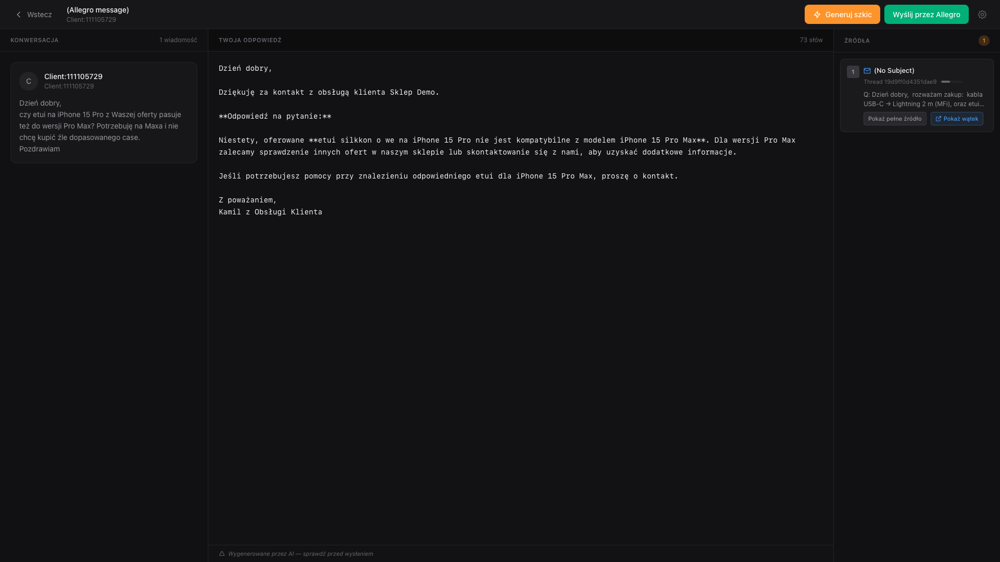 Wstecz
(Allegro message)
Client:111105729
Generuj szkic
Wyślij przez Allegro
KONWERSACJA
1 wiadomość
C
Client:111105729
Client:111105729
Dzień dobry,
czy etui na iPhone 15 Pro z Waszej oferty pasuje
też do wersji Pro Max? Potrzebuję na Maxa i nie
chcę kupić źle dopasowanego case.
Pozdrawiam
TWOJA ODPOWIEDŹ
73 słów
Dzień dobry,
Dziękuję za kontakt z obsługą klienta Sklep Demo.
**Odpowiedź na pytanie:**
Niestety, oferowane **etui silkkon o we na iPhone 15 Pro nie jest kompatybilne z modelem iPhone 15 Pro Max**. Dla wersji Pro Max
zalecamy sprawdzenie innych ofert w naszym sklepie lub skontaktowanie się z nami, aby uzyskać dodatkowe informacje.
Jeśli potrzebujesz pomocy przy znalezieniu odpowiedniego etui dla iPhone 15 Pro Max, proszę o kontakt.
Z poważaniem,
Kamil z Obsługi Klienta
Wygenerowane przez AI — sprawdź przed wysłaniem
ŹRÓDŁA
1
1
(No Subject)
Thread 19d9ff0d4351dae9
Q: Dzień dobry, rozważam zakup: kabla
USB-C → Lightning 2 m (MFi), oraz etui...
Pokaż pełne źródło
Pokaż wątek